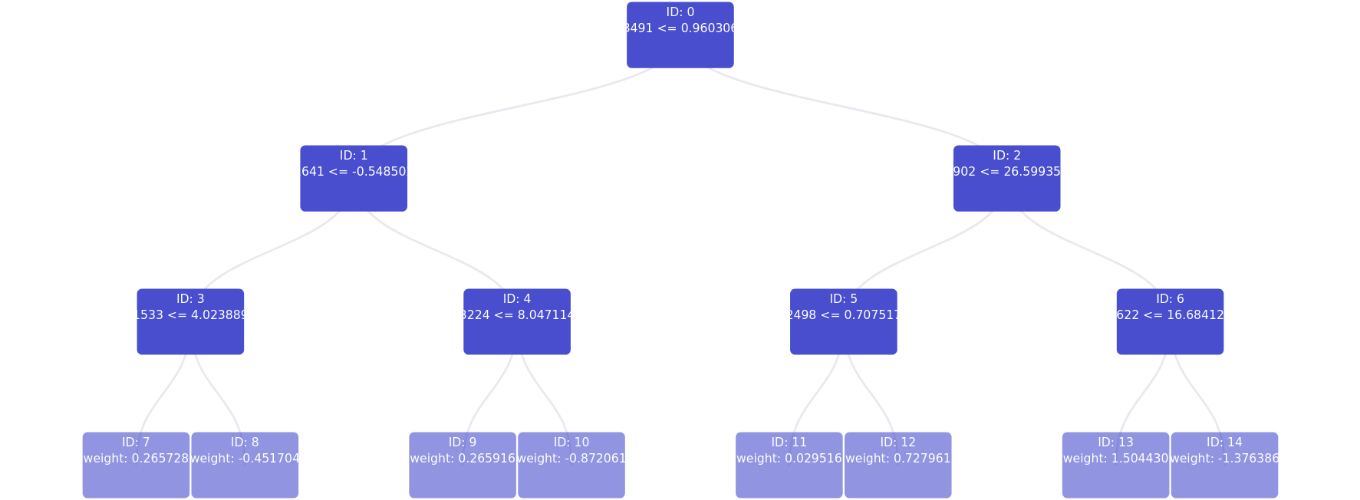 ID: 0
3491 <= 0.960306
ID: 1
641 <= -0.54850
ID: 2
902 <= 26.59935
ID: 3
1533 <= 4.023889
ID: 4
3224 <= 8.047114
ID: 5
2498 <= 0.707517
ID: 6
622 <= 16.68412
ID: 7
weight: 0.265728
ID: 8
weight: -0.451704
ID: 9
weight: 0.265916
ID: 10
weight: -0.872061
ID: 11
weight: 0.029516
ID: 12
weight: 0.727961
ID: 13
weight: 1.504430
ID: 14
weight: -1.376386